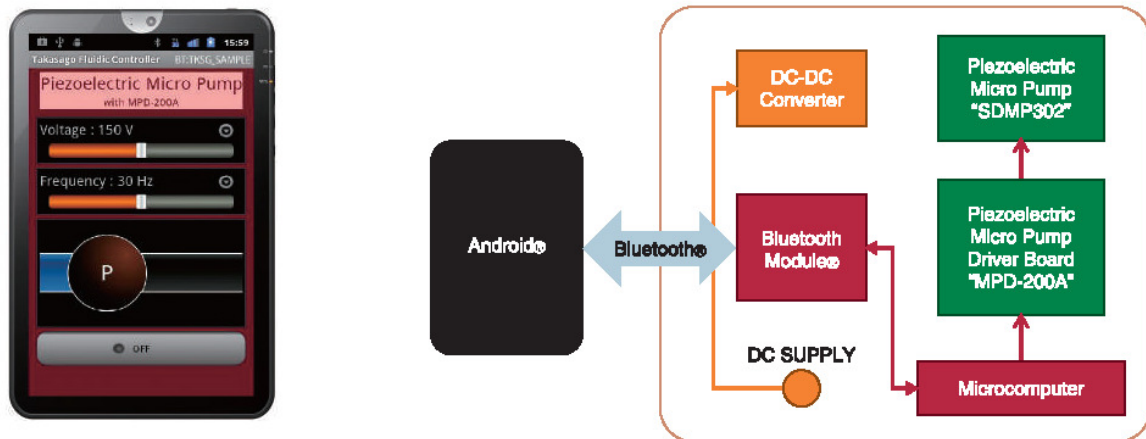 15:59
Takasago Fluidic Controller BT:TKSG_SAMPLE
Piezoelectric Micro Pump
with MPD-200A
Voltage : 150 V
Frequency : 30 Hz
P
OFF
Android®
Bluetooth®
DC-DC
Converter
Bluetooth
Module®
DC SUPPLY
Piezoelectric
Micro Pump
"SDMP302"
Piezoelectric
Micro Pump
Driver Board
"MPD-200A"
Microcomputer